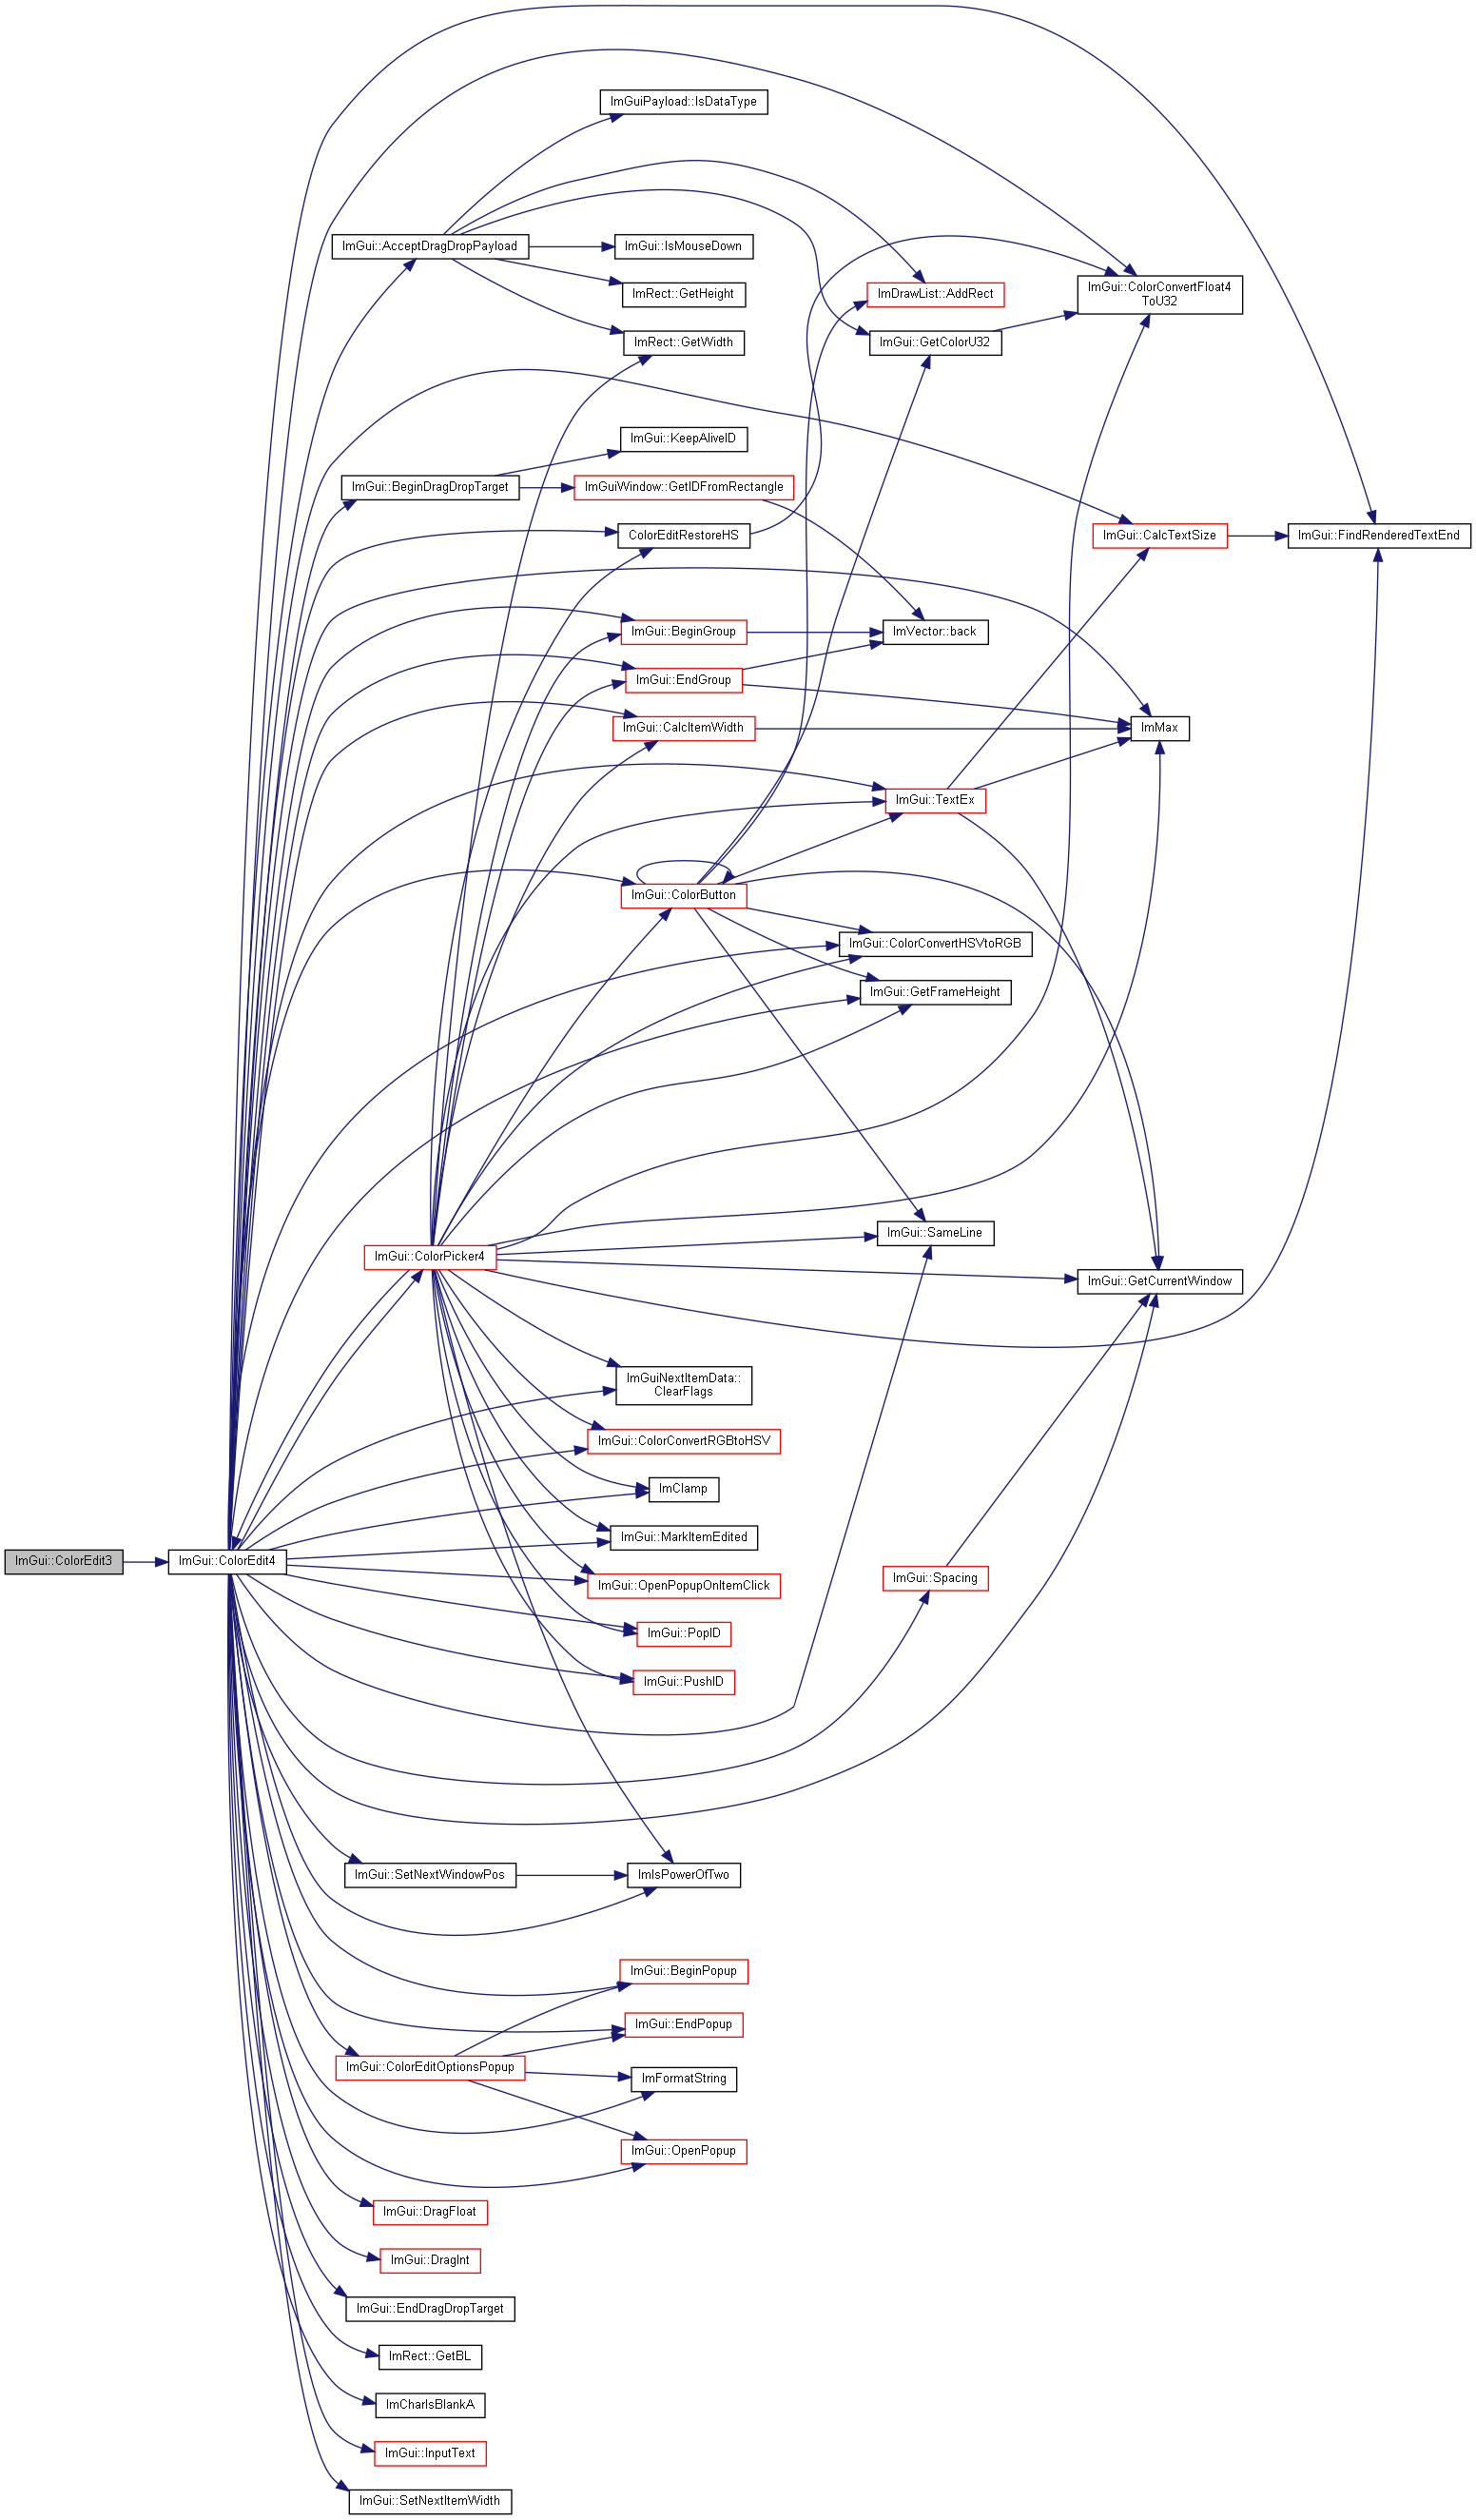 ImGuiPayload::IsDataType
ImGui::AcceptDragDropPayload
ImGui::IsMouseDown
ImRect::GetHeight
ImDrawList::AddRect
ImGui::ColorConvertFloat4
ToU32
ImRect::GetWidth
ImGui::GetColorU32
ImGui::KeepAliveID
ImGui::BeginDragDropTarget
ImGuiWindow::GetIDFromRectangle
ColorEditRestoreHS
ImGui::CalcTextSize
ImGui::FindRenderedTextEnd
ImGui::BeginGroup
ImVector::back
ImGui::EndGroup
ImGui::CalcItemWidth
ImMax
ImGui::TextEx
ImGui::ColorButton
ImGui::ColorConvertHSVtoRGB
ImGui::GetFrameHeight
ImGui::SameLine
ImGui::ColorPicker4
ImGui::GetCurrentWindow
ImGuiNextItemData::
ClearFlags
ImGui::ColorConvertRGBtoHSV
ImClamp
ImGui::MarkItemEdited
ImGui::ColorEdit3
ImGui::ColorEdit4
ImGui::OpenPopupOnItemClick
ImGui::Spacing
ImGui::PopID
ImGui::PushID
ImGui::SetNextWindowPos
ImIsPowerOfTwo
ImGui::BeginPopup
ImGui::EndPopup
ImGui::ColorEditOptionsPopup
ImFormatString
ImGui::OpenPopup
ImGui::DragFloat
ImGui::DragInt
ImGui::EndDragDropTarget
ImRect::GetBL
ImCharIsBlankA
ImGui::InputText
ImGui::SetNextItemWidth